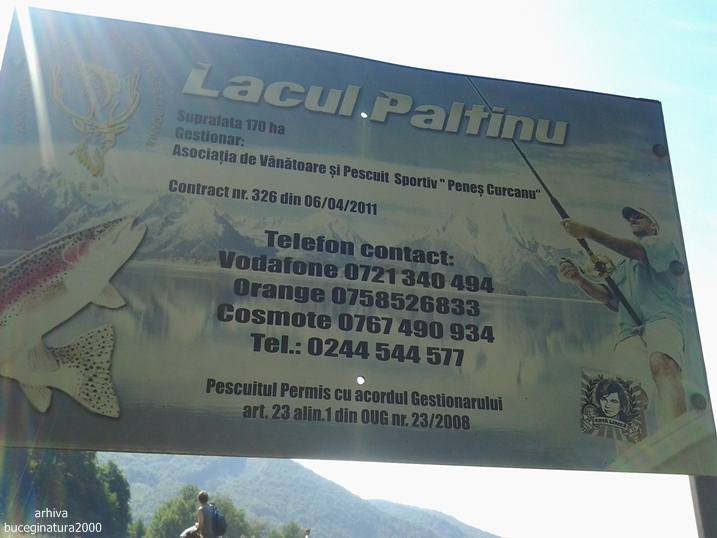 Lacul Paltinu
Suprafata 170 ha
Gestionar:
Asociația de Vânătoare și Pescuit Sportiv " Peneș Curcanu"
Contract nr. 326 din 06/04/2011
Telefon contact:
Vodafone 0721 340 494
Orange 0758526833
Cosmote 0767 490 934
Tel.: 0244 544 577
Pescuitul Permis cu acordul Gestionarului
art. 23 alin.1 din OUG nr. 23/2008
arhiva
buceginatura2000